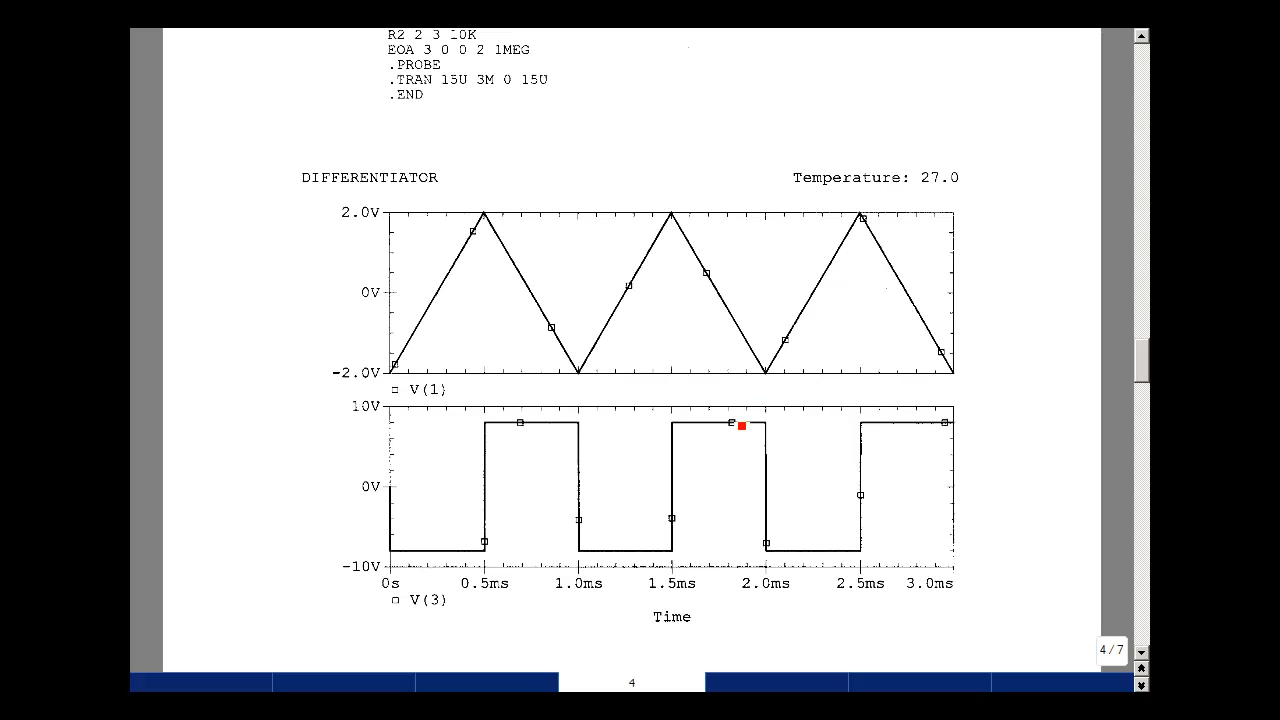 R2 2 3 10K
EOA 3 0 0 2 1MEG
.PROBE
.TRAN 15U 3M 0 15U
.END
DIFFERENTIATOR
Temperature: 27.0
2.0V
0V
-2.0V
V(1)
10V
0V
-10V
0s 0.5ms 1.0ms 1.5ms 2.0ms 2.5ms 3.0ms
V(3)
Time
4/7
4